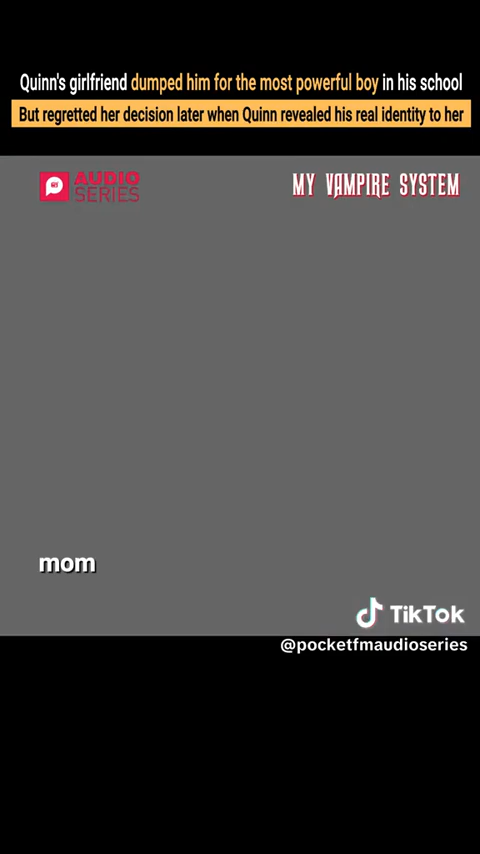 Quinn's girlfriend dumped him for the most powerful boy in his school
But regretted her decision later when Quinn revealed his real identity to her
AUDIO
SERIES
MY VAMPIRE SYSTEM
mom
TikTok
@pocketfmaudioseries